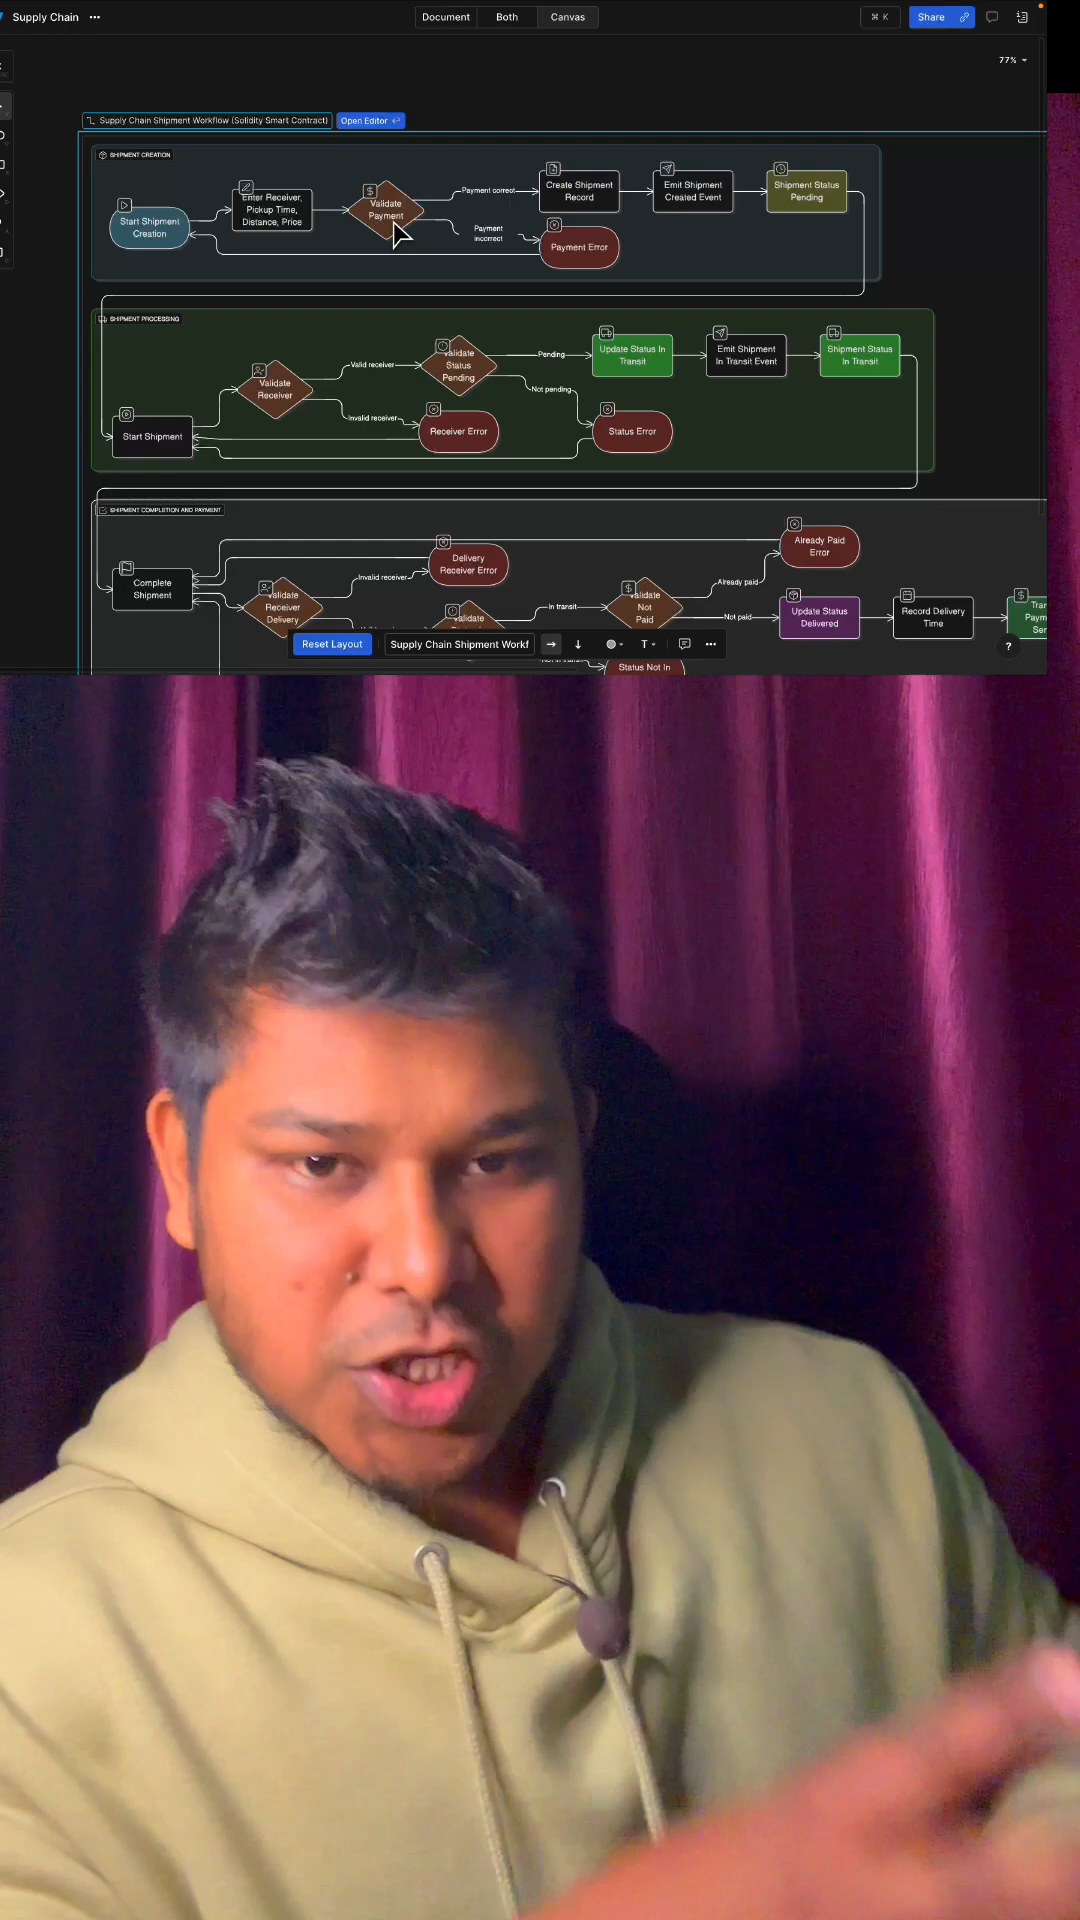 Supply Chain
Document
Both
Canvas
⌘ K
Share
77%
Supply Chain Shipment Workflow (Solidity Smart Contract)
Open Editor
SHIPMENT CREATION
Start Shipment
Creation
Enter Receiver,
Pickup Time,
Distance, Price
Validate
Payment
Payment correct
Payment
incorrect
Create Shipment
Record
Emit Shipment
Created Event
Shipment Status
Pending
Payment Error
SHIPMENT PROCESSING
Start Shipment
Validate
Receiver
Valid receiver
Invalid receiver
Validate
Status
Pending
Receiver Error
Pending
Not pending
Update Status In
Transit
Emit Shipment
In Transit Event
Shipment Status
In Transit
Status Error
SHIPMENT COMPLETION AND PAYMENT
Complete
Shipment
Validate
Receiver
Delivery
Invalid receiver
Delivery
Receiver Error
Validate
In transit
Validate
Not
Paid
Already paid
Not paid
Already Paid
Error
Update Status
Delivered
Record Delivery
Time
Status Not In
Reset Layout
Supply Chain Shipment Workf
T
?